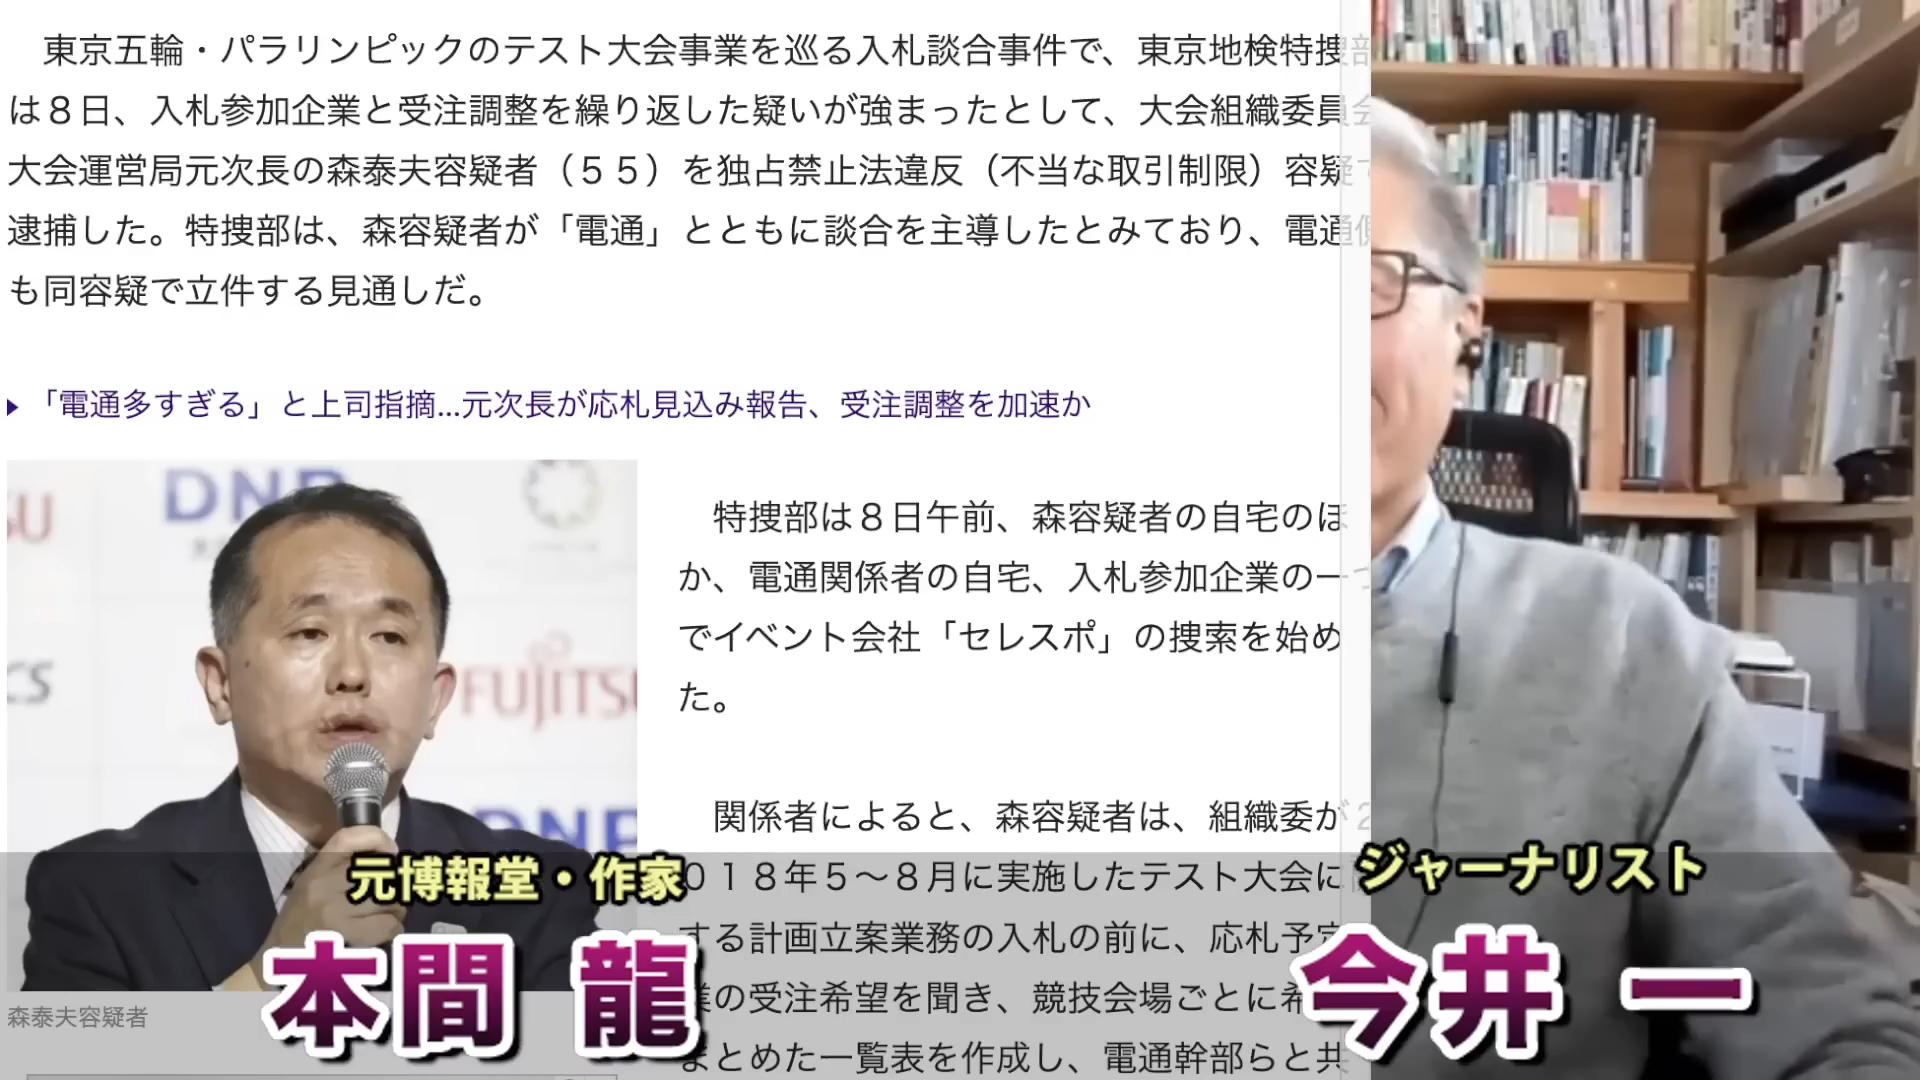 東京五輪・パラリンピックのテスト大会事業を巡る入札談合事件で、東京地検特捜部
は８日、入札参加企業と受注調整を繰り返した疑いが強まったとして、大会組織委員会
大会運営局元次長の森泰夫容疑者（５５）を独占禁止法違反（不当な取引制限）容疑で
逮捕した。特捜部は、森容疑者が「電通」とともに談合を主導したとみており、電通側
も同容疑で立件する見通しだ。
「電通多すぎる」と上司指摘…元次長が応札見込み報告、受注調整を加速か
DNP
SU
CS
FUJITSU
DNP
特捜部は８日午前、森容疑者の自宅のほ
か、電通関係者の自宅、入札参加企業の一つ
でイベント会社「セレスポ」の捜索を始め
た。
関係者によると、森容疑者は、組織委が２
０１８年５～８月に実施したテスト大会に関
する計画立案業務の入札の前に、応札予定
業の受注希望を聞き、競技会場ごとに希
まとめた一覧表を作成し、電通幹部らと共
森泰夫容疑者
元博報堂・作家
本間 龍
ジャーナリスト
今井 一